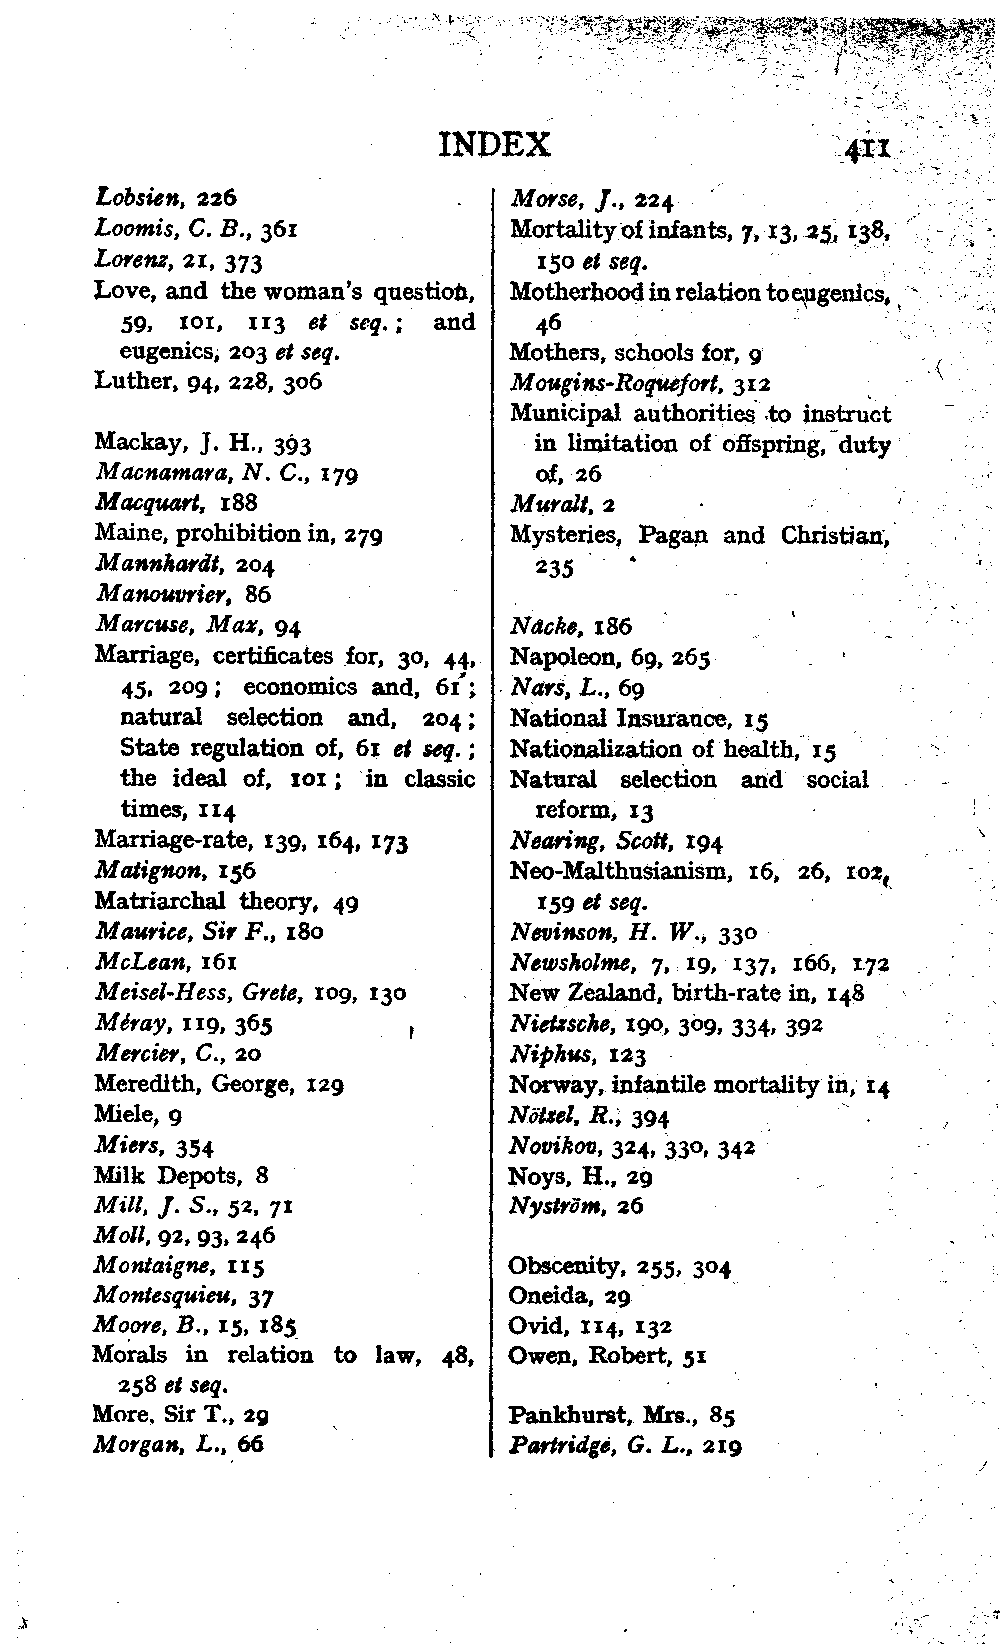 INDEX 411
Lobsien, 226
Loomis, C. B., 361
Lorenz, 21, 373
Love, and the woman's question,
59, 101, 113 et seq.; and
eugenics, 203 et seq.
Luther, 94, 228, 306
Mackay, J. H., 393
Macnamara, N. C., 179
Macquart, 188
Maine, prohibition in, 279
Mannhardt, 204
Manouvrier, 86
Marcuse, Max, 94
Marriage, certificates for, 30, 44,
45, 209; economics and, 61;
natural selection and, 204;
State regulation of, 61 et seq.;
the ideal of, 101; in classic
times, 114
Marriage-rate, 139, 164, 173
Matignon, 156
Matriarchal theory, 49
Maurice, Sir F., 180
McLean, 161
Meisel-Hess, Grete, 109, 130
Méray, 119, 365
Mercier, C., 20
Meredith, George, 129
Miele, 9
Miers, 354
Milk Depots, 8
Mill, J. S., 52, 71
Moll, 92, 93, 246
Montaigne, 115
Montesquieu, 37
Moore, B., 15, 185
Morals in relation to law, 48,
258 et seq.
More, Sir T., 29
Morgan, L., 66
Morse, J., 224
Mortality of infants, 7, 13, 25, 138,
150 et seq.
Motherhood in relation to eugenics,
46
Mothers, schools for, 9
Mougins-Roquefort, 312
Municipal authorities to instruct
in limitation of offspring, duty
of, 26
Muralt, 2
Mysteries, Pagan and Christian,
235
Näcke, 186
Napoleon, 69, 265
Nars, L., 69
National Insurance, 15
Nationalization of health, 15
Natural selection and social
reform, 13
Nearing, Scott, 194
Neo-Malthusianism, 16, 26, 102,
159 et seq.
Nevinson, H. W., 330
Newsholme, 7, 19, 137, 166, 172
New Zealand, birth-rate in, 148
Nietzsche, 190, 309, 334, 392
Niphus, 123
Norway, infantile mortality in, 14
Nötzel, R., 394
Novikov, 324, 330, 342
Noys, H., 29
Nyström, 26
Obscenity, 255, 304
Oneida, 29
Ovid, 114, 132
Owen, Robert, 51
Pankhurst, Mrs., 85
Partridge, G. L., 219